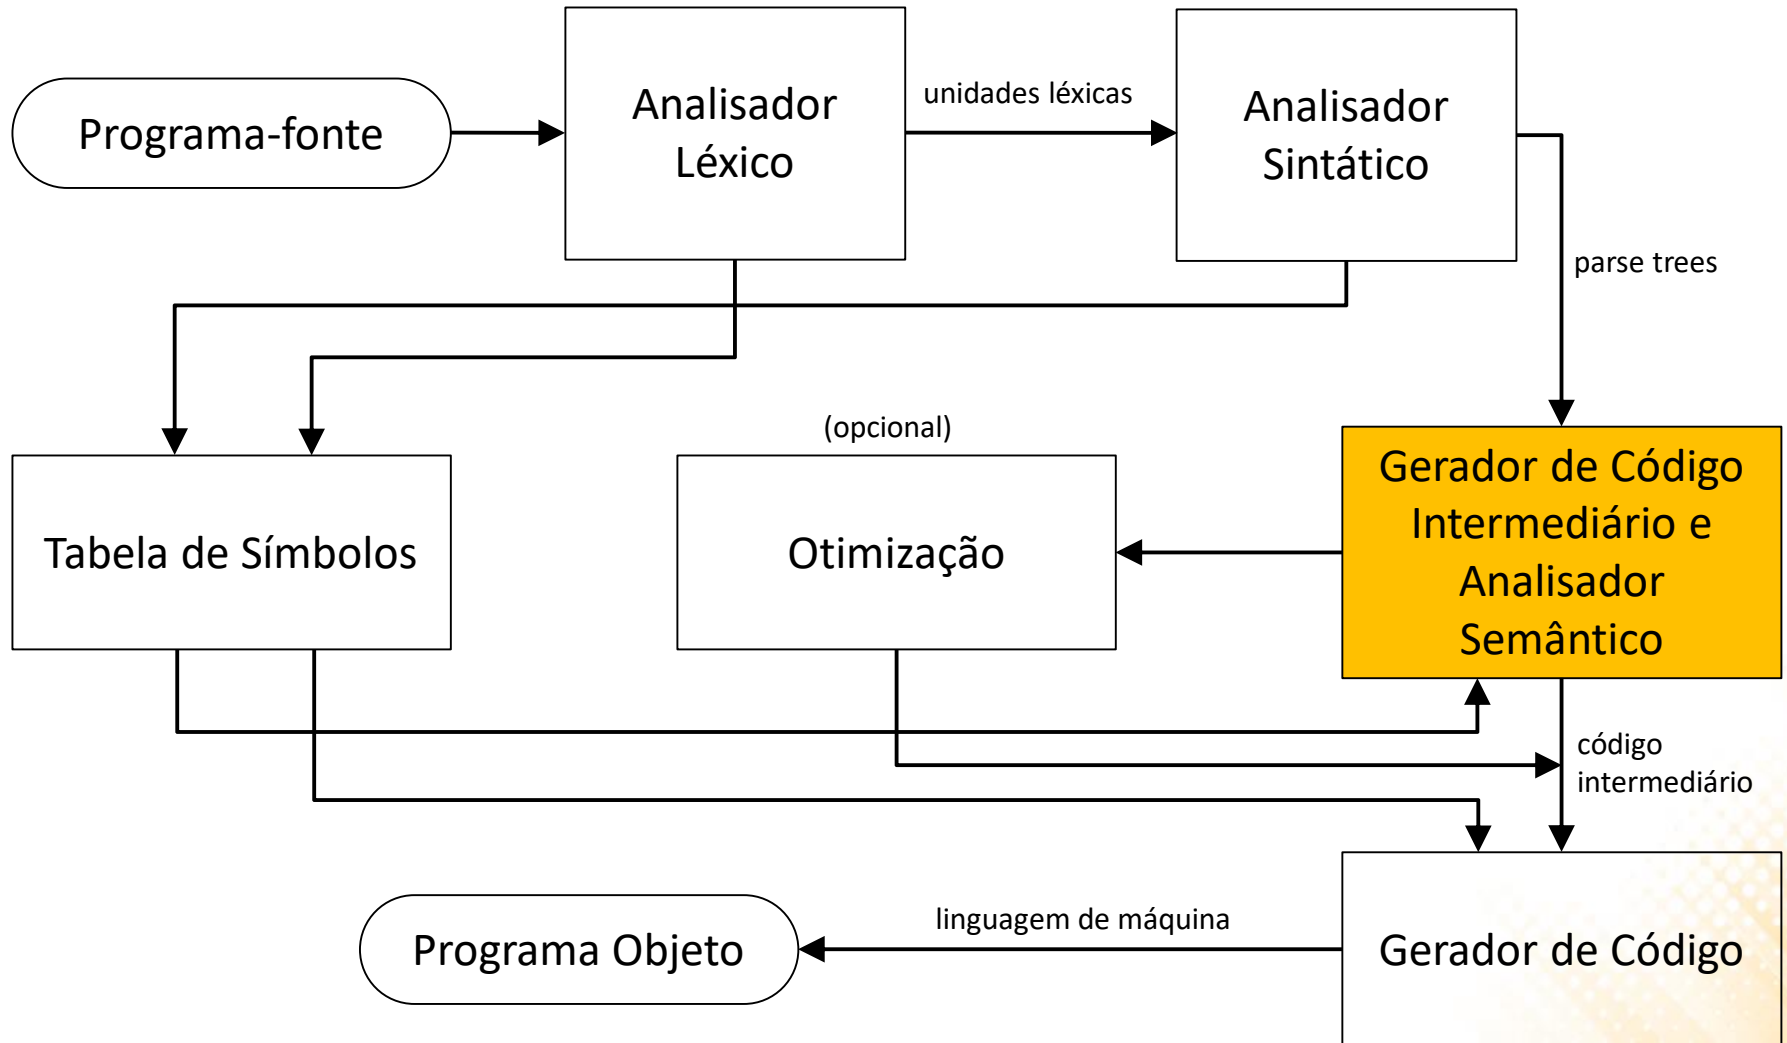 Programa-fonte
Analisador
Léxico
unidades léxicas
Analisador
Sintático
parse trees
Tabela de Símbolos
(opcional)
Otimização
Gerador de Código
Intermediário e
Analisador
Semântico
código
intermediário
Programa Objeto
linguagem de máquina
Gerador de Código